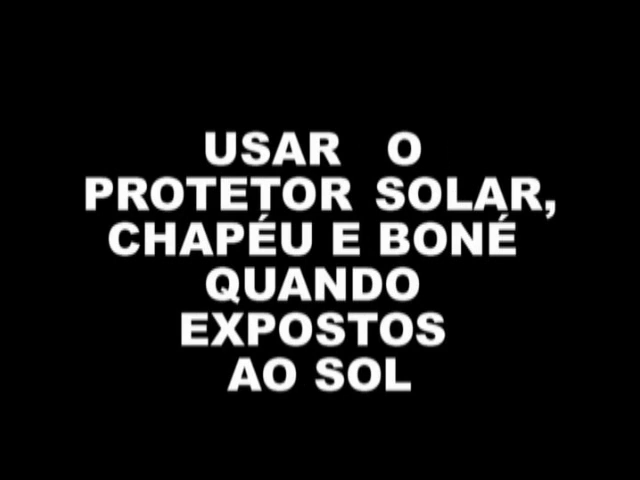 USAR O
PROTETOR SOLAR,
CHAPÉU E BONÉ
QUANDO
EXPOSTOS
AO SOL